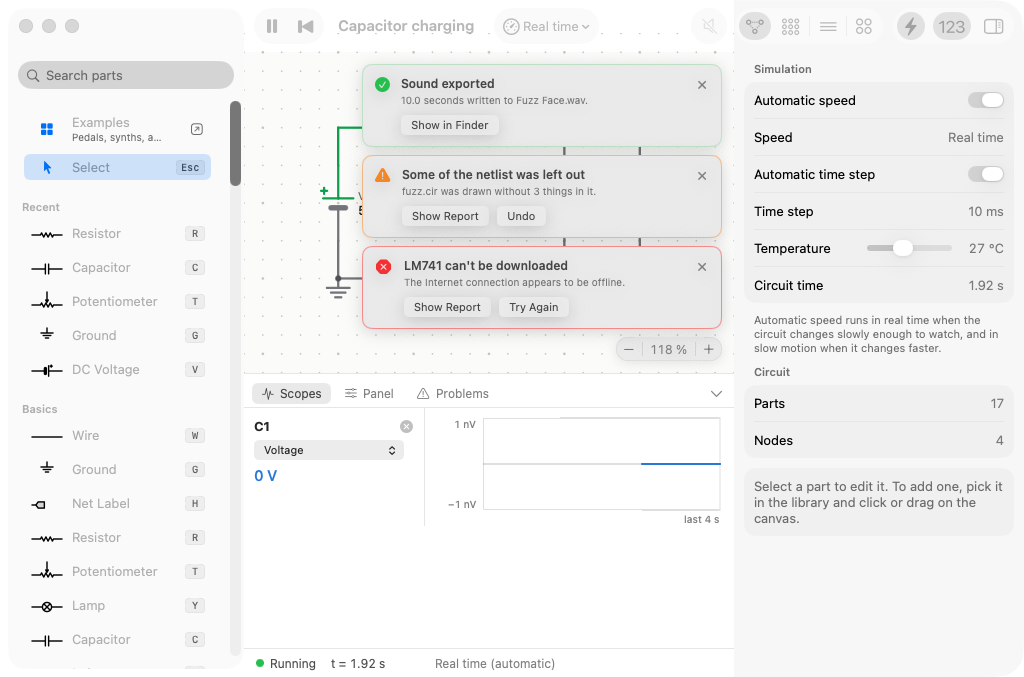 Capacitor charging
Real time
Search parts
Examples
Pedals, synths, a...
Select
Esc
Recent
Resistor
R
Capacitor
C
Potentiometer
T
Ground
G
DC Voltage
V
Basics
Wire
W
Ground
G
Net Label
H
Resistor
R
Potentiometer
T
Lamp
Y
Capacitor
C
Sound exported
10.0 seconds written to Fuzz Face.wav.
Show in Finder
Some of the netlist was left out
fuzz.cir was drawn without 3 things in it.
Show Report
Undo
LM741 can't be downloaded
The Internet connection appears to be offline.
Show Report
Try Again
118 %
Scopes
Panel
Problems
C1
Voltage
0 V
1 nV
−1 nV
last 4 s
Running
t = 1.92 s
Real time (automatic)
123
Simulation
Automatic speed
Speed
Real time
Automatic time step
Time step
10 ms
Temperature
27 °C
Circuit time
1.92 s
Automatic speed runs in real time when the
circuit changes slowly enough to watch, and in
slow motion when it changes faster.
Circuit
Parts
17
Nodes
4
Select a part to edit it. To add one, pick it
in the library and click or drag on the
canvas.